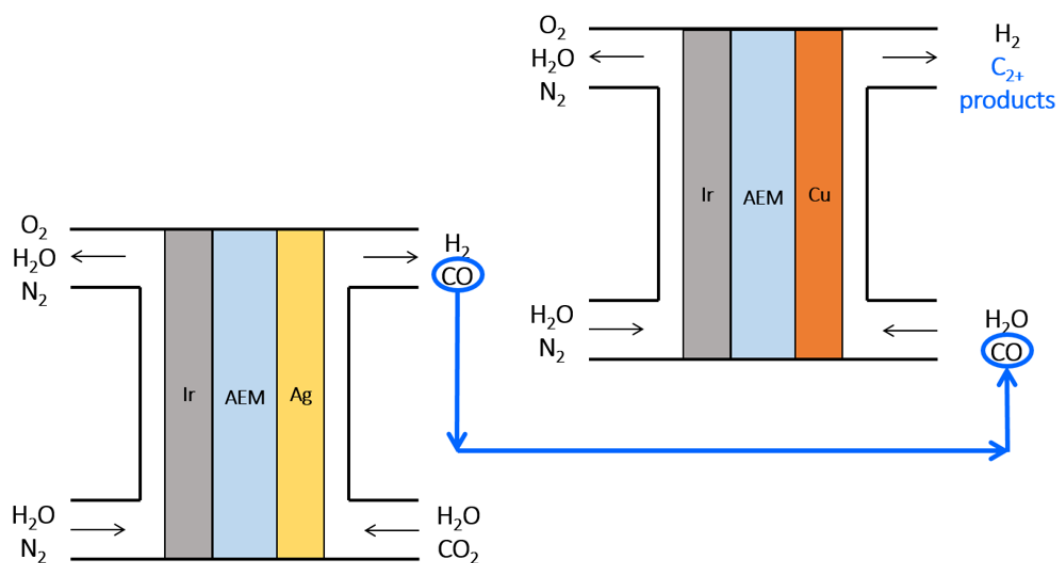 O₂
H₂O
N₂
H₂
C₂₊
products
Ir
AEM
Cu
H₂O
N₂
H₂O
CO
O₂
H₂O
N₂
H₂
CO
Ir
AEM
Ag
H₂O
N₂
H₂O
CO₂